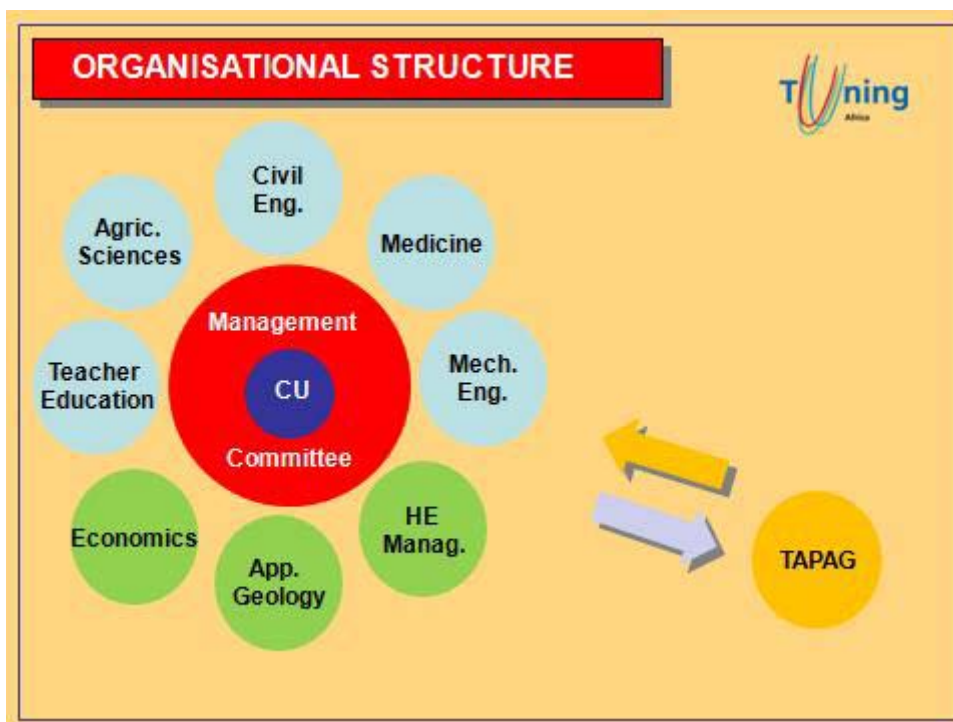 ORGANISATIONAL STRUCTURE
TUning
Africa
Civil
Eng.
Agric.
Sciences
Medicine
Management
Teacher
Education
CU
Mech.
Eng.
Committee
Economics
HE
Manag.
App.
Geology
TAPAG